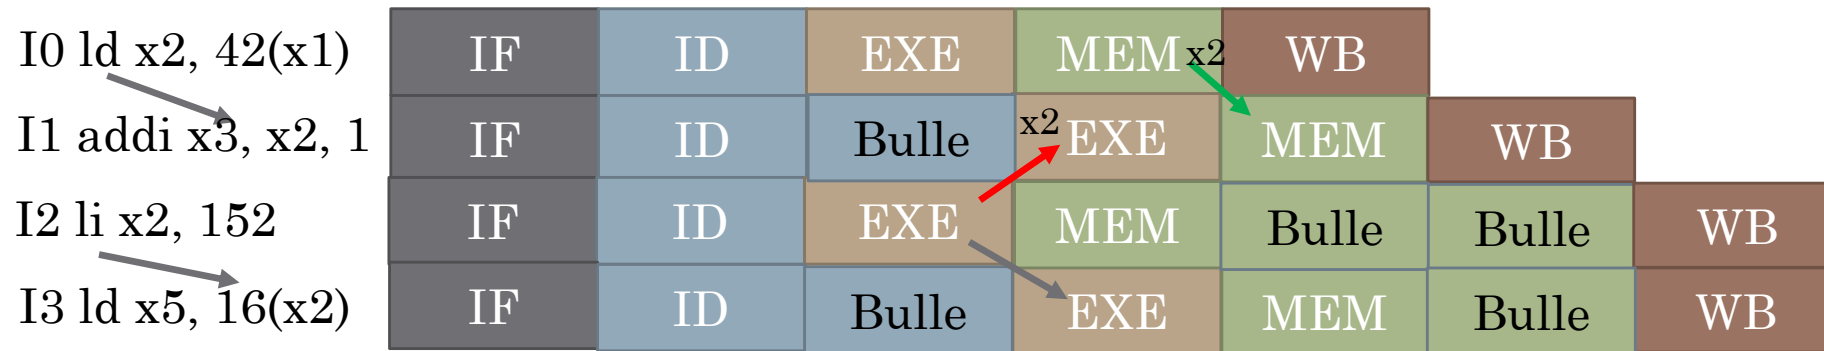 I0 ld x2, 42(x1) IF ID EXE MEM x2 WB
I1 addi x3, x2, 1 IF ID Bulle x2 EXE MEM WB
I2 li x2, 152 IF ID EXE MEM Bulle Bulle WB
I3 ld x5, 16(x2) IF ID Bulle EXE MEM Bulle WB